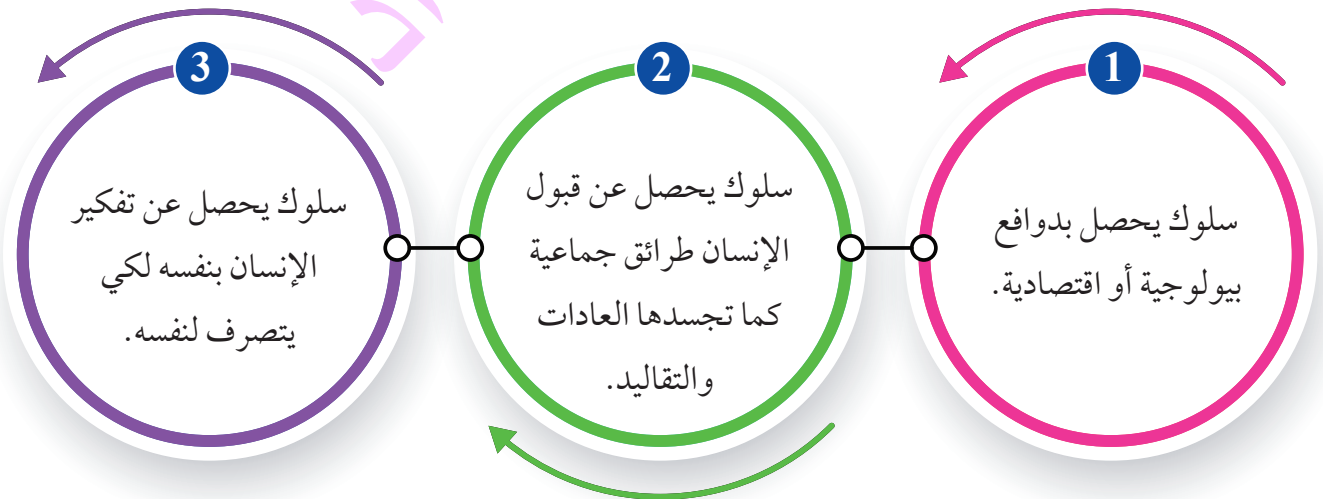 1
سلوك يحصل بدوافع
بيولوجية أو اقتصادية.
2
سلوك يحصل عن قبول
الإنسان طرائق جماعية
كما تجسدها العادات
والتقاليد.
3
سلوك يحصل عن تفكير
الإنسان بنفسه لكي
يتصرف لنفسه.